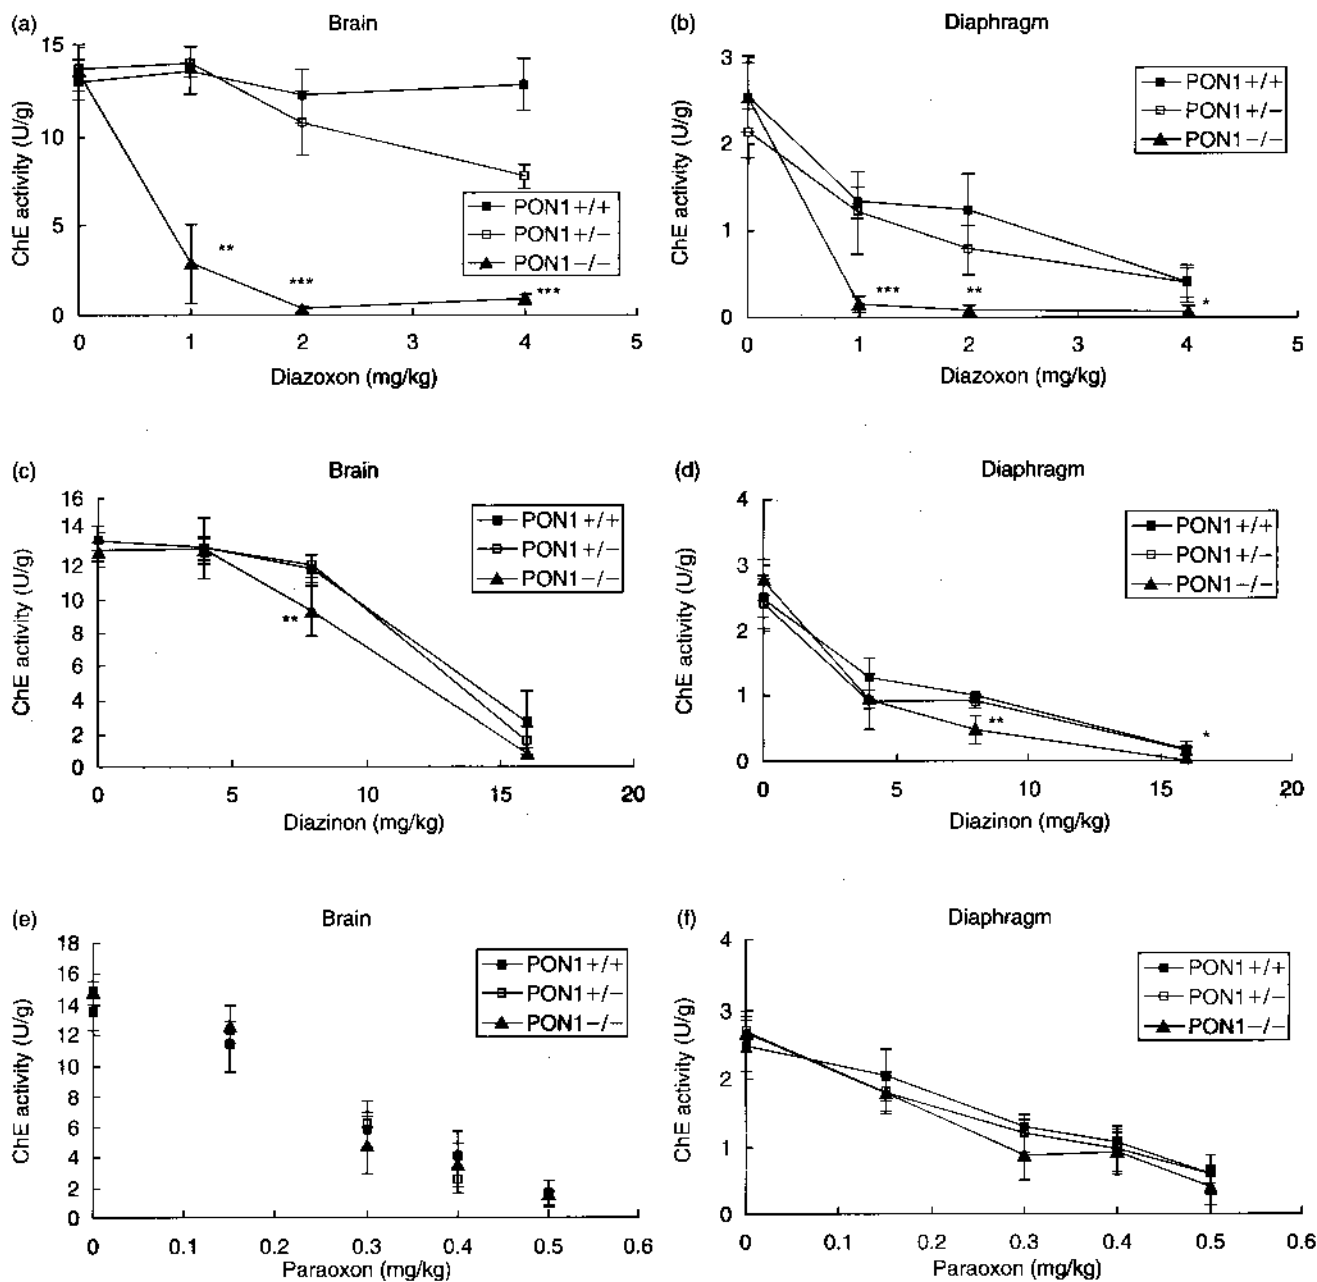 (a)
Brain
15
10
5
0
ChE activity (U/g)
PON1+/+
PON1+/−
PON1−/−
**
***
***
0 1 2 3 4 5
Diazoxon (mg/kg)
(b)
Diaphragm
3
2
1
0
ChE activity (U/g)
PON1+/+
PON1+/−
PON1−/−
***
**
*
0 1 2 3 4 5
Diazoxon (mg/kg)
(c)
Brain
16
14
12
10
8
6
4
2
0
ChE activity (U/g)
PON1+/+
PON1+/−
PON1−/−
**
0 5 10 15 20
Diazinon (mg/kg)
(d)
Diaphragm
4
3
2
1
0
ChE activity (U/g)
PON1+/+
PON1+/−
PON1−/−
**
*
0 5 10 15 20
Diazinon (mg/kg)
(e)
Brain
18
16
14
12
10
8
6
4
2
0
ChE activity (U/g)
PON1+/+
PON1+/−
PON1−/−
0 0.1 0.2 0.3 0.4 0.5 0.6
Paraoxon (mg/kg)
(f)
Diaphragm
4
3
2
1
0
ChE activity (U/g)
PON1+/+
PON1+/−
PON1−/−
0 0.1 0.2 0.3 0.4 0.5 0.6
Paraoxon (mg/kg)